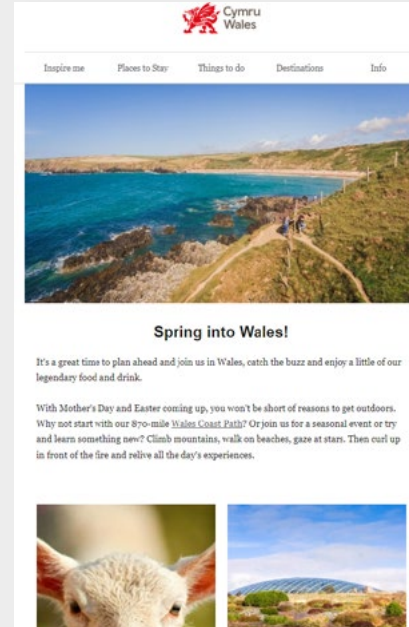 Cymru
Wales
Inspire me Places to Stay Things to do Destinations Info
Spring into Wales!
It's a great time to plan ahead and join us in Wales, catch the buzz and enjoy a little of our
legendary food and drink.
With Mother's Day and Easter coming up, you won't be short of reasons to get outdoors.
Why not start with our 870-mile Wales Coast Path? Or join us for a seasonal event or try
and learn something new? Climb mountains, walk on beaches, gaze at stars. Then curl up
in front of the fire and relive all the day's experiences.